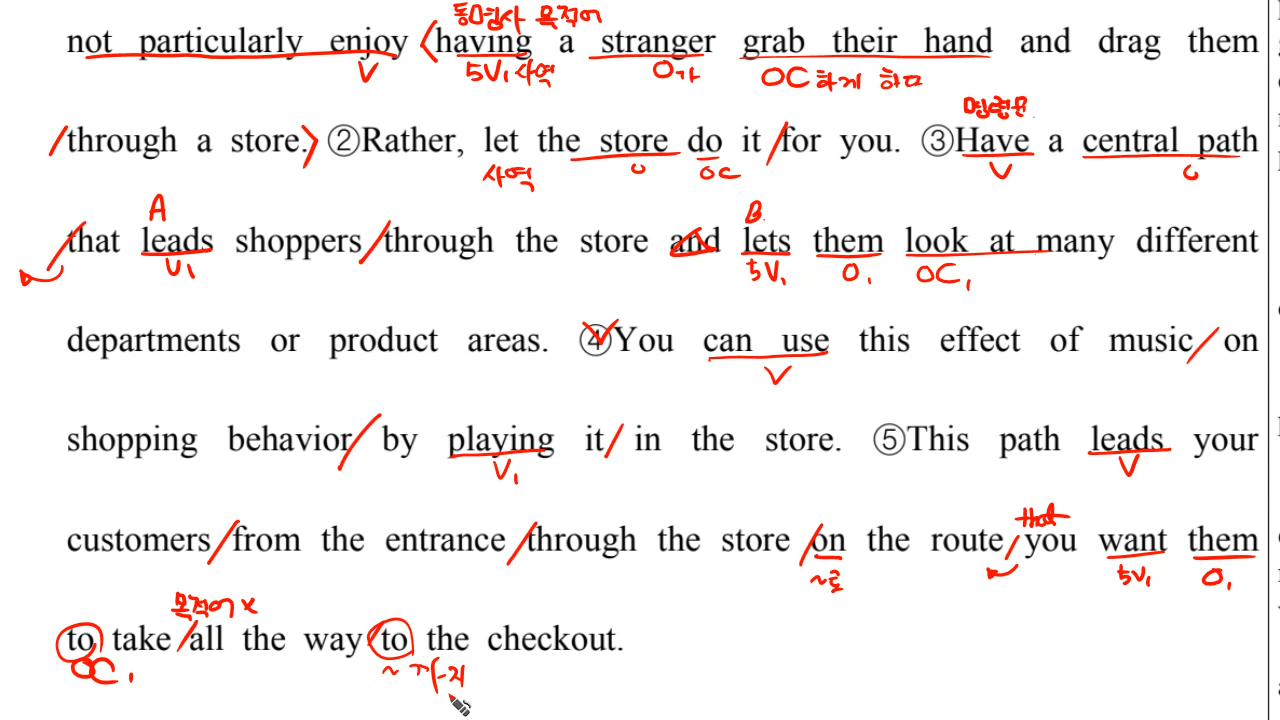 동명사 목적어
not particularly enjoy <having a stranger grab their hand and drag them
V 5V₁ 사역 O가 OC하게 하다
명령문
/through a store.> ②Rather, let the store do it /for you. ③Have a central path
사역 O OC V O
A B
/that leads shoppers /through the store and lets them look at many different
V₁ 5V₁ O₁ OC₁
departments or product areas. ④You can use this effect of music/ on
V
shopping behavior/ by playing it/ in the store. ⑤This path leads your
V₁ V
that
customers/from the entrance/through the store/on the route/ you want them
~로 5V₁ O₁
목적어 x
to take /all the way to the checkout.
OC₁ ~까지